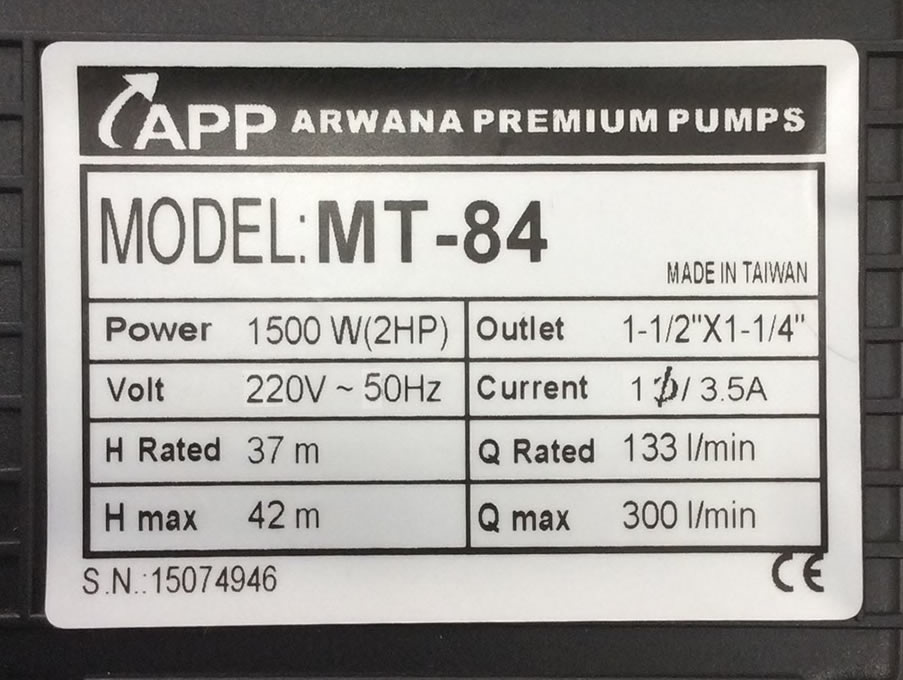 APP ARWANA PREMIUM PUMPS
MODEL: MT-84
MADE IN TAIWAN
Power 1500 W(2HP) Outlet 1-1/2"X1-1/4"
Volt 220V ~ 50Hz Current 1ϕ/ 3.5A
H Rated 37 m Q Rated 133 l/min
H max 42 m Q max 300 l/min
S.N.:15074946 CE